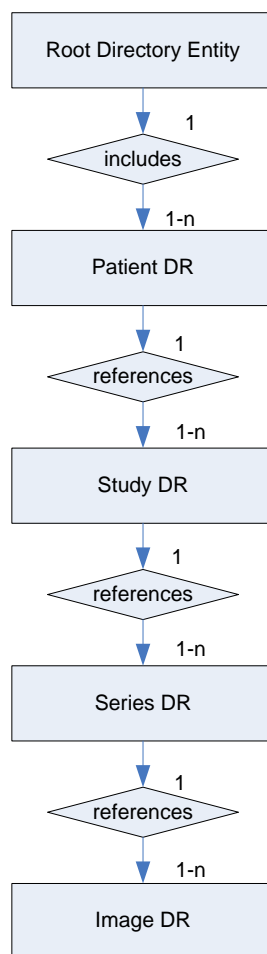 Root Directory Entity
1
includes
1-n
Patient DR
1
references
1-n
Study DR
1
references
1-n
Series DR
1
references
1-n
Image DR